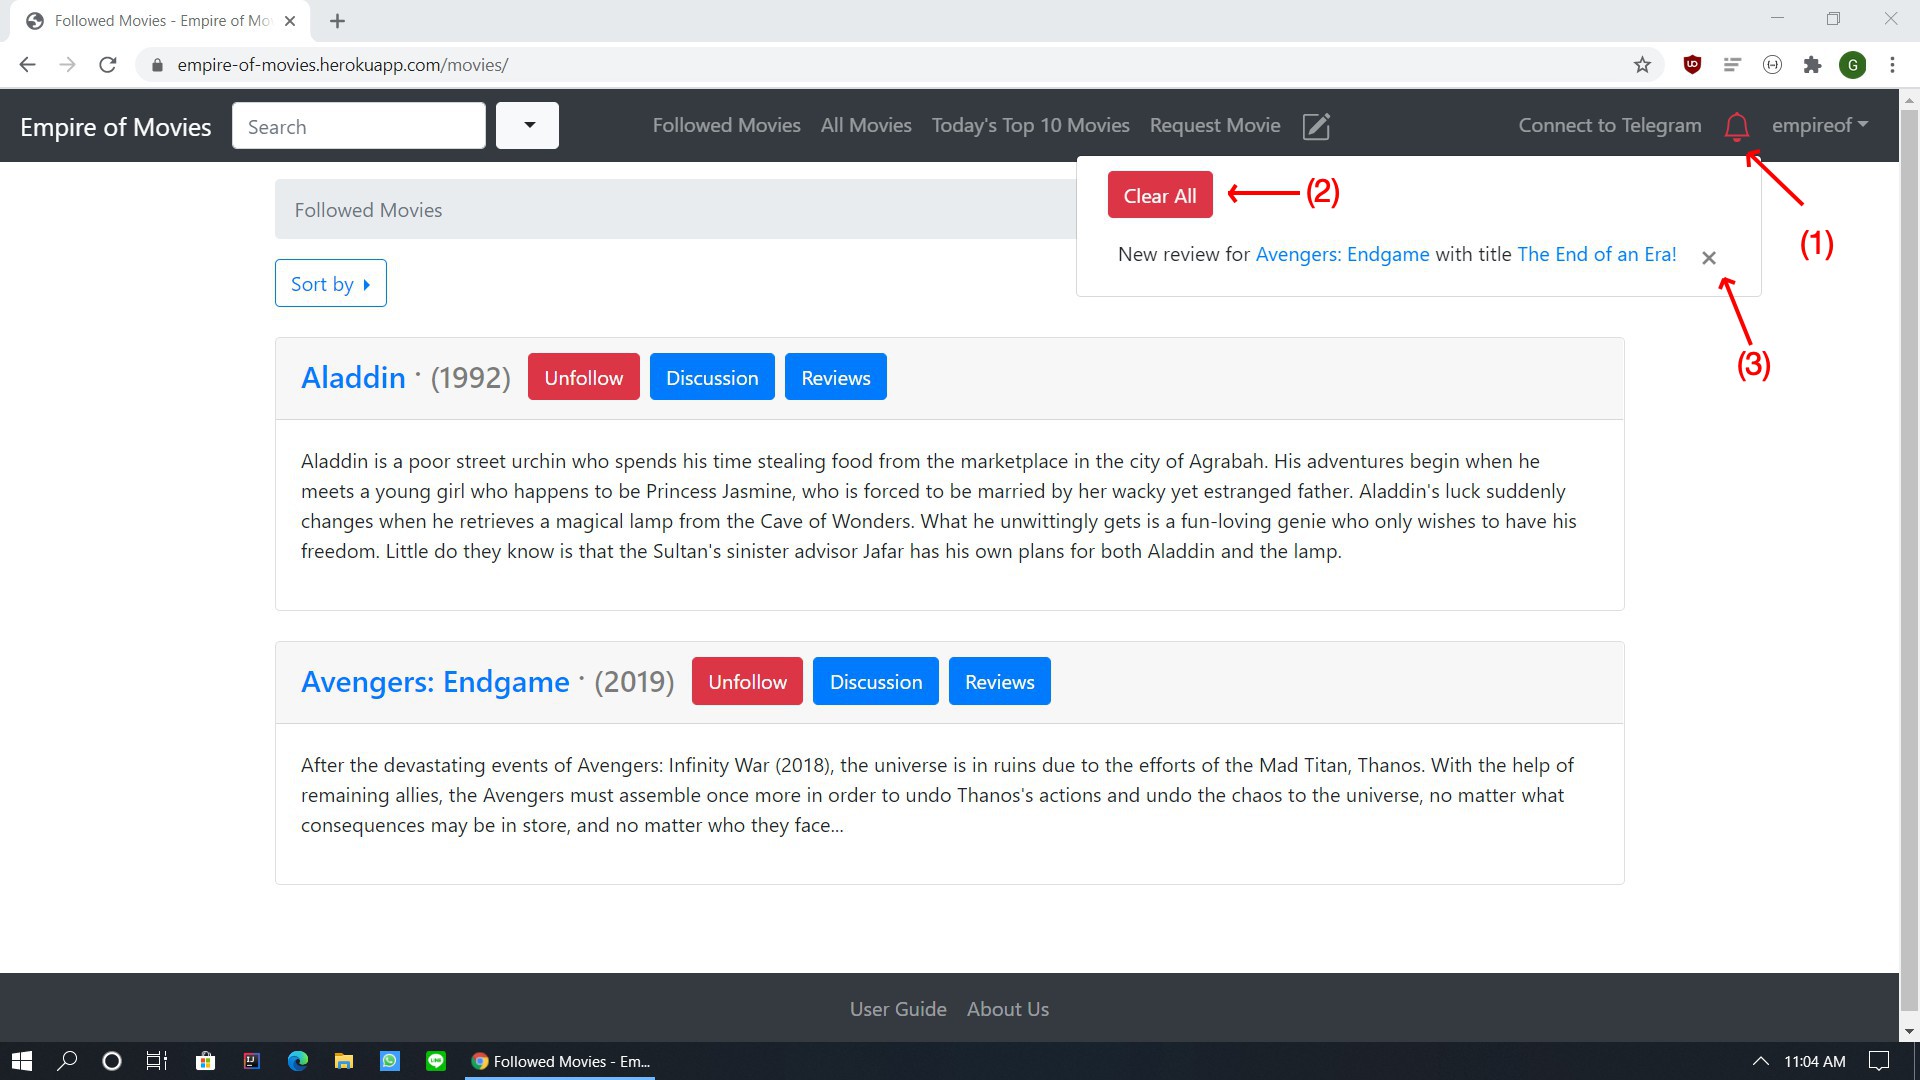 Followed Movies - Empire of Mo
empire-of-movies.herokuapp.com/movies/
G
Empire of Movies
Search
Followed Movies
All Movies
Today's Top 10 Movies
Request Movie
Connect to Telegram
empireof
Clear All
(2)
(1)
New review for Avengers: Endgame with title The End of an Era!
(3)
Followed Movies
Sort by
Aladdin · (1992)
Unfollow
Discussion
Reviews
Aladdin is a poor street urchin who spends his time stealing food from the marketplace in the city of Agrabah. His adventures begin when he
meets a young girl who happens to be Princess Jasmine, who is forced to be married by her wacky yet estranged father. Aladdin's luck suddenly
changes when he retrieves a magical lamp from the Cave of Wonders. What he unwittingly gets is a fun-loving genie who only wishes to have his
freedom. Little do they know is that the Sultan's sinister advisor Jafar has his own plans for both Aladdin and the lamp.
Avengers: Endgame · (2019)
Unfollow
Discussion
Reviews
After the devastating events of Avengers: Infinity War (2018), the universe is in ruins due to the efforts of the Mad Titan, Thanos. With the help of
remaining allies, the Avengers must assemble once more in order to undo Thanos's actions and undo the chaos to the universe, no matter what
consequences may be in store, and no matter who they face...
User Guide
About Us
Followed Movies - Em...
11:04 AM